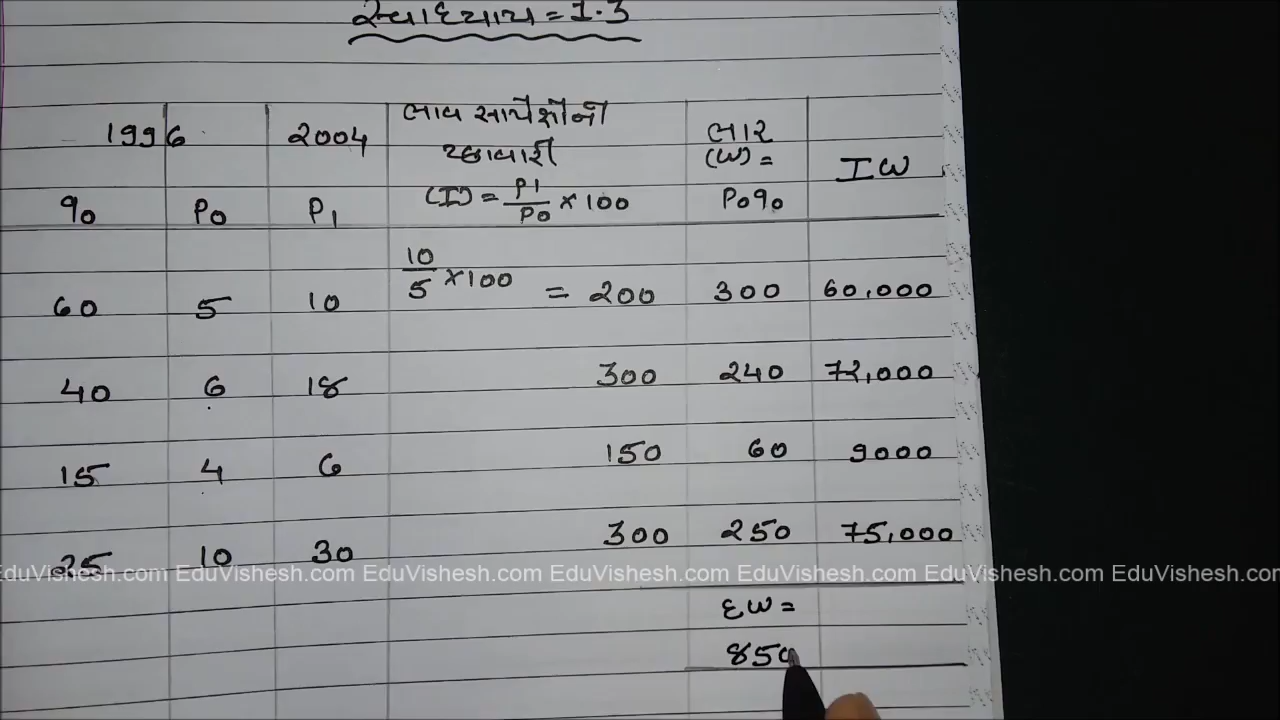 સ્વાધ્યાય = 1.3
1996 2004 ભાવ સાપેક્ષોની ટકાવારી (I) = P1/P0 × 100 ભાર (W) = P0q0 IW
q0 P0 P1
60 5 10 10/5 × 100 = 200 300 60,000
40 6 18 300 240 72,000
15 4 6 150 60 9000
25 10 30 300 250 75,000
EduVishesh.com EduVishesh.com EduVishesh.com EduVishesh.com EduVishesh.com EduVishesh.com EduVishesh.com
ΣW =
850